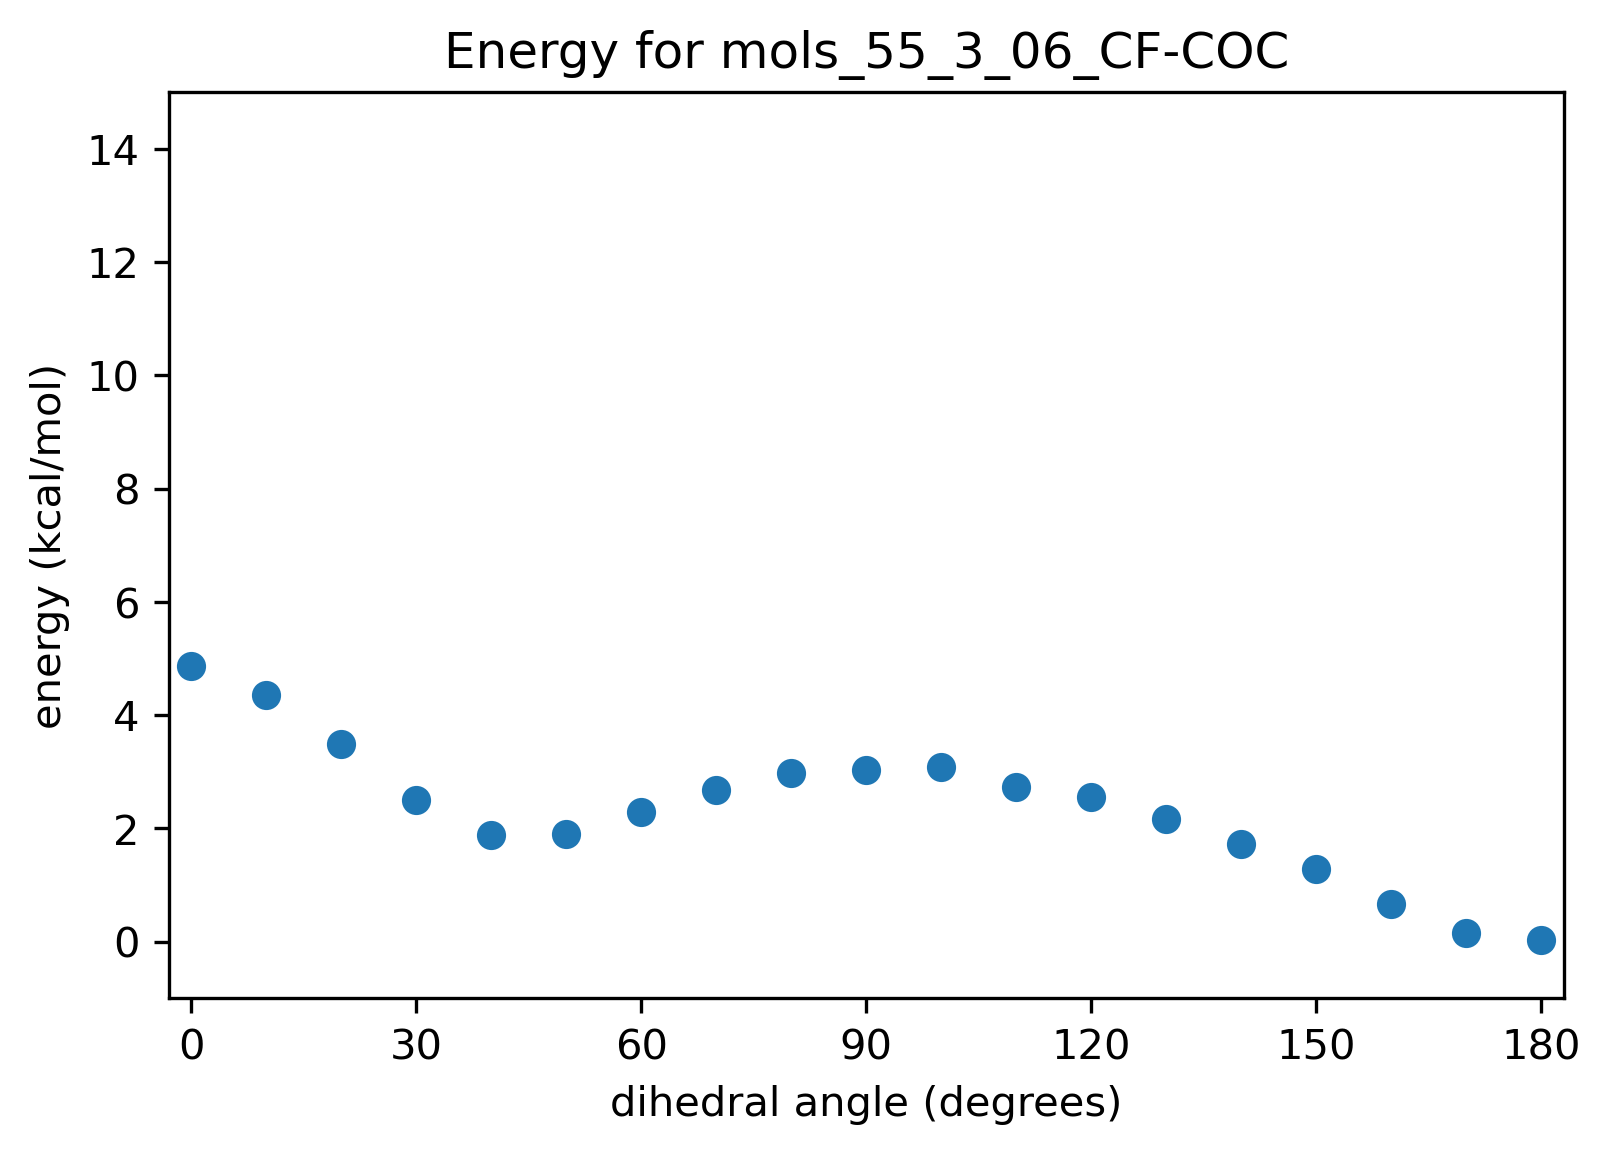 Energy for mols_55_3_06_CF-COC
energy (kcal/mol)
14
12
10
8
6
4
2
0
0 30 60 90 120 150 180
dihedral angle (degrees)